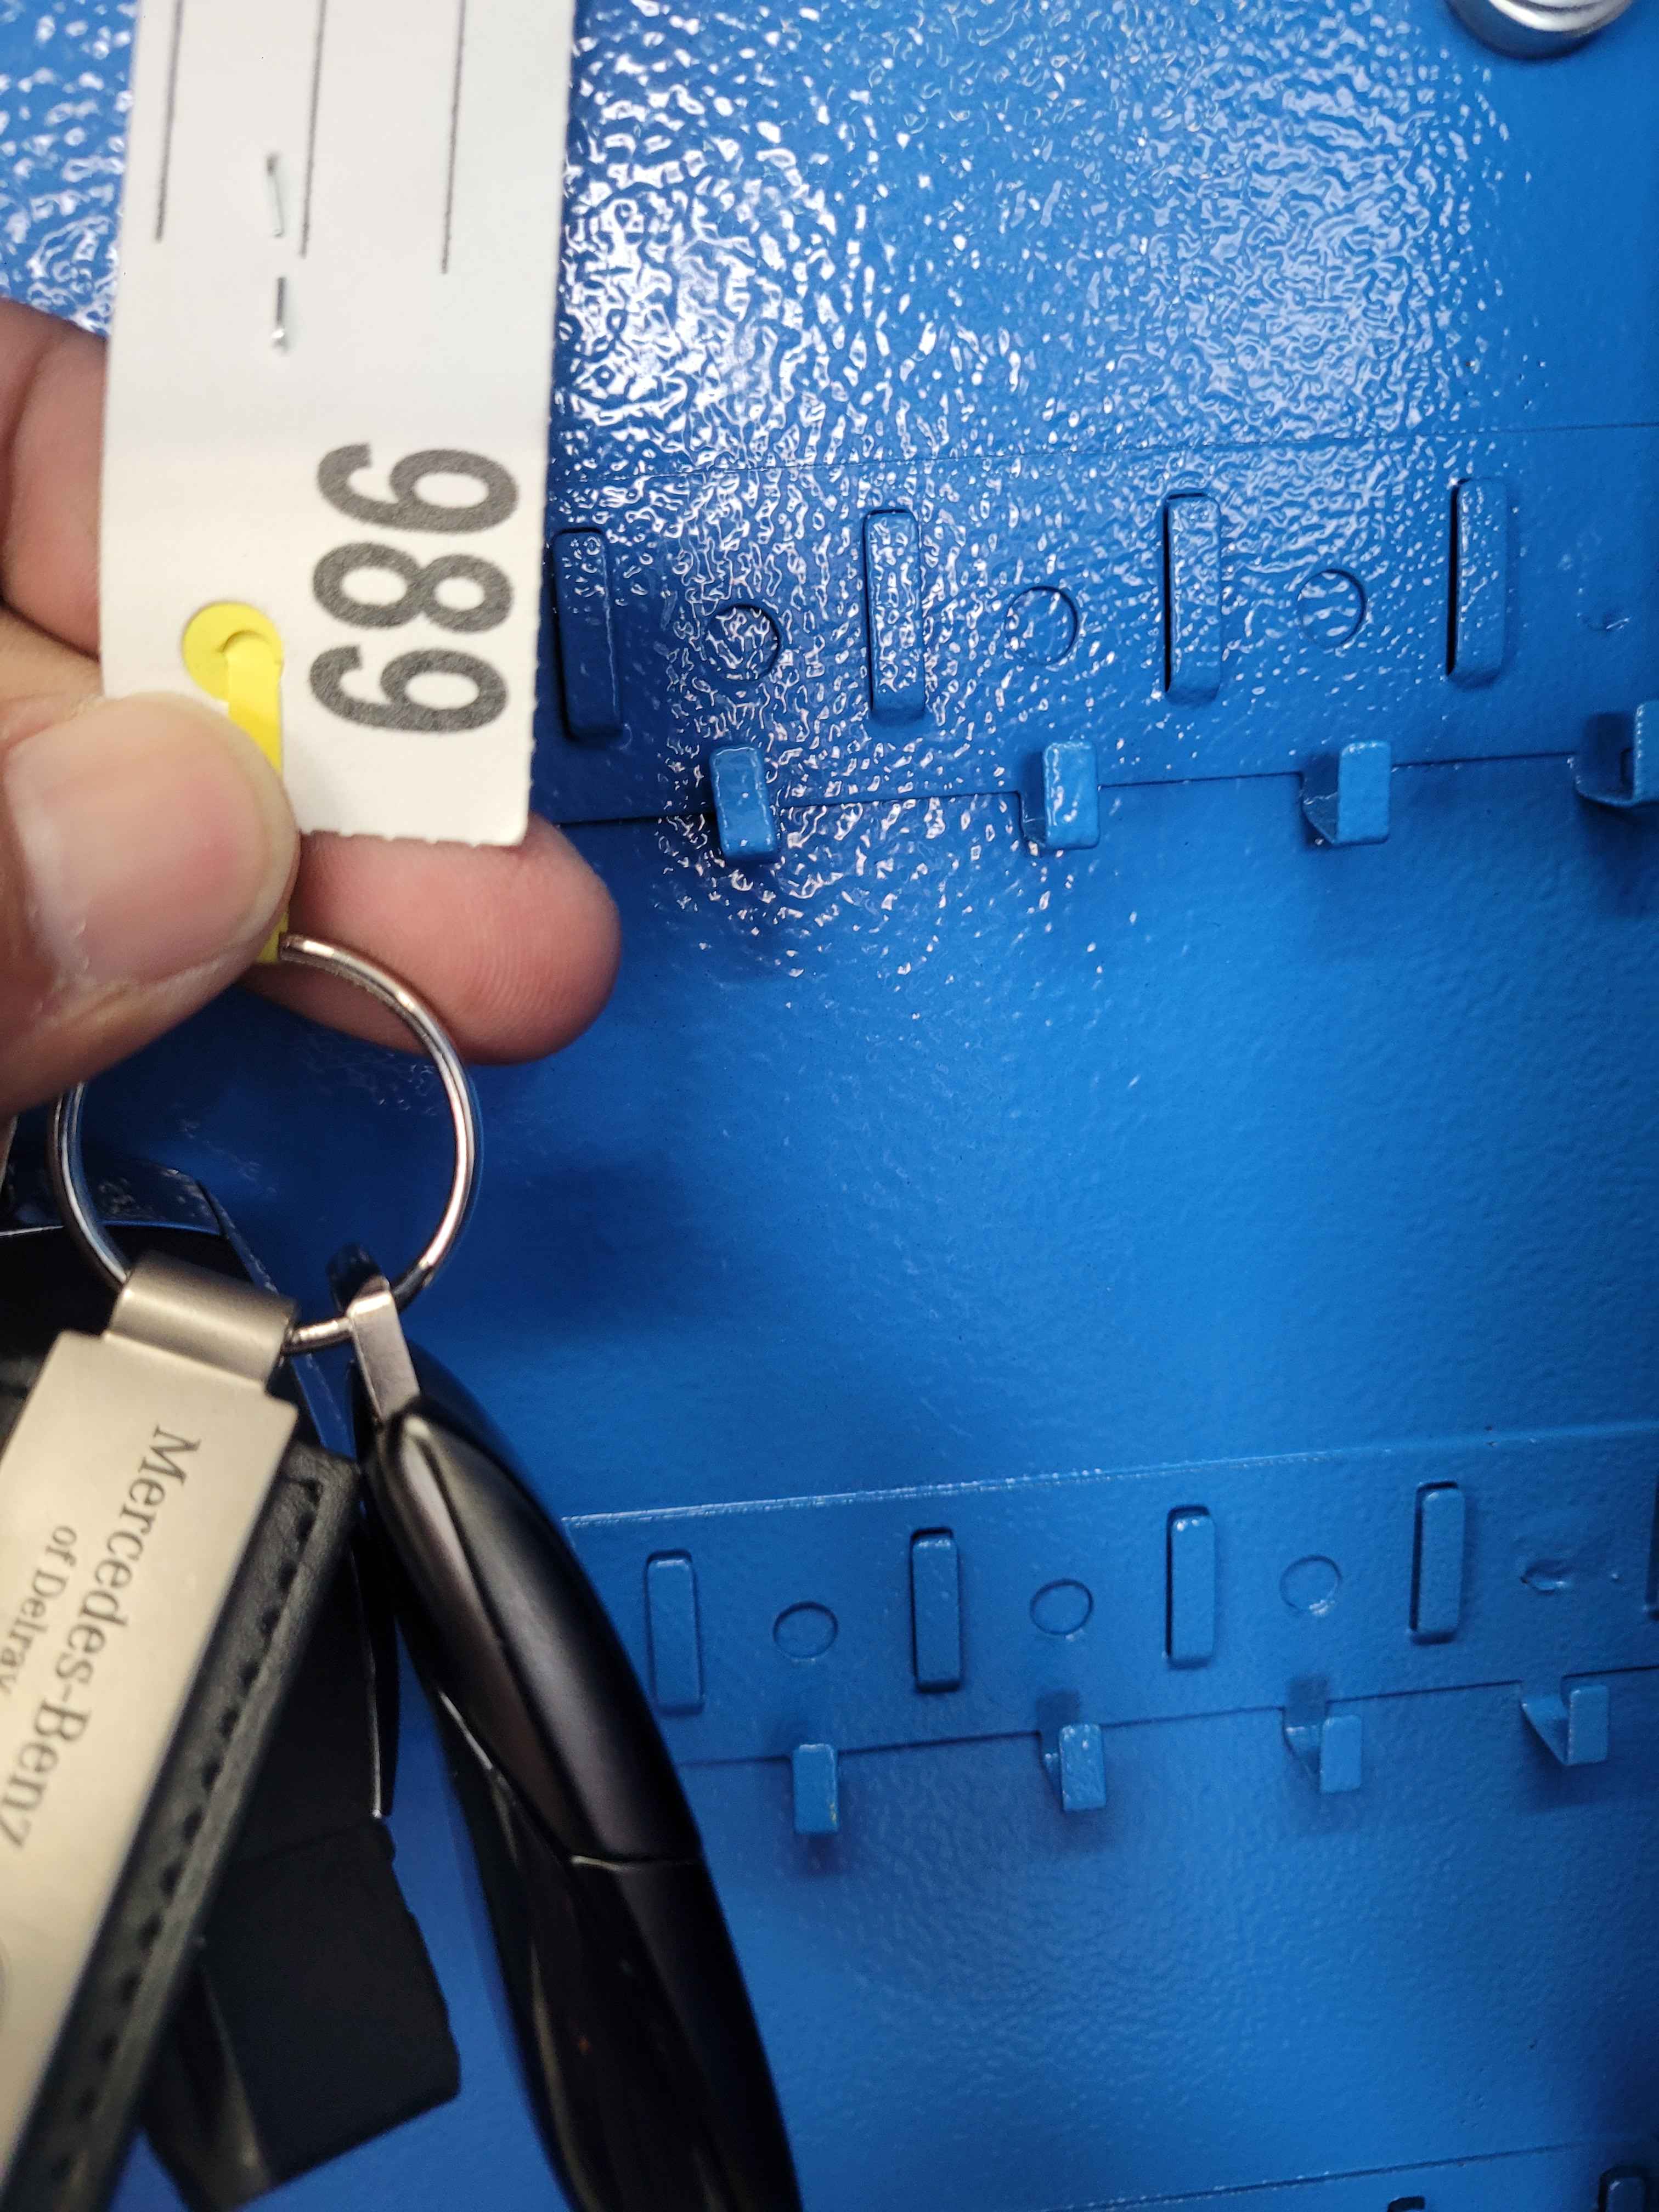 686
Mercedes-Benz
of Delray